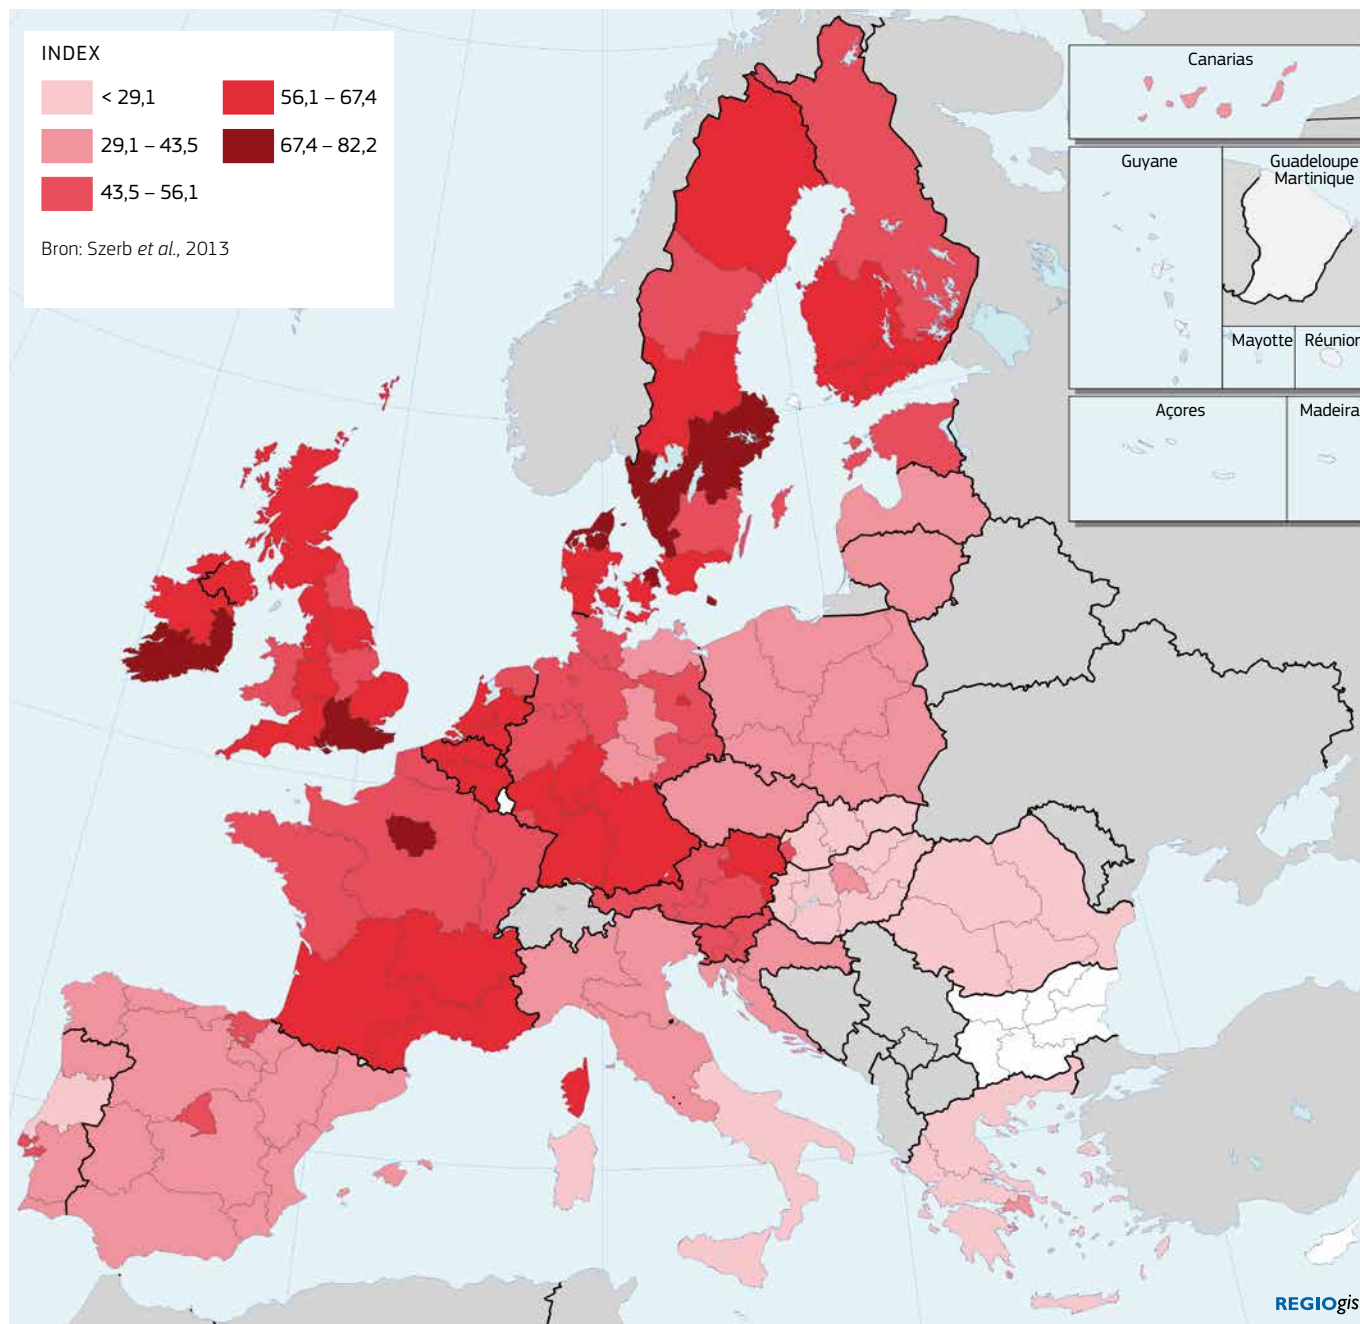 INDEX
< 29,1
29,1 – 43,5
43,5 – 56,1
56,1 – 67,4
67,4 – 82,2
Bron: Szerb et al., 2013
Canarias
Guyane
Guadeloupe
Martinique
Mayotte
Réunion
Açores
Madeira
REGIOgis